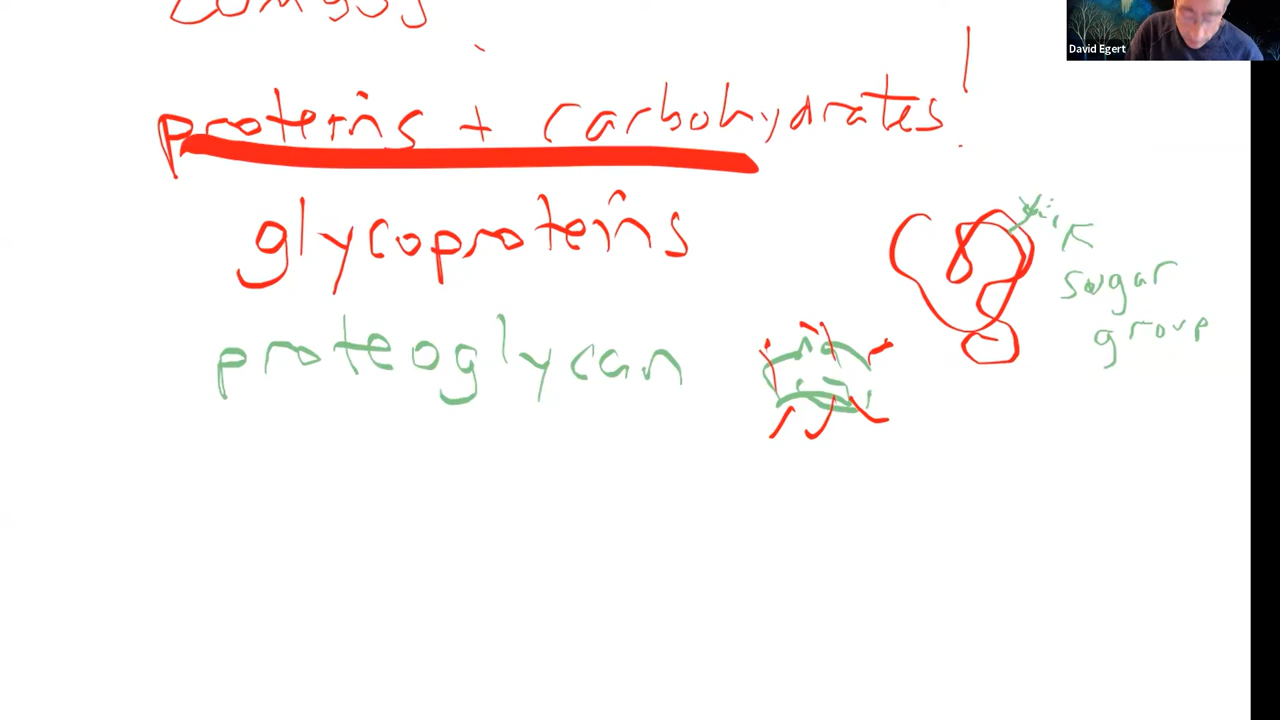 David Egert
proteins + carbohydrates!
glycoproteins
sugar
group
proteoglycan